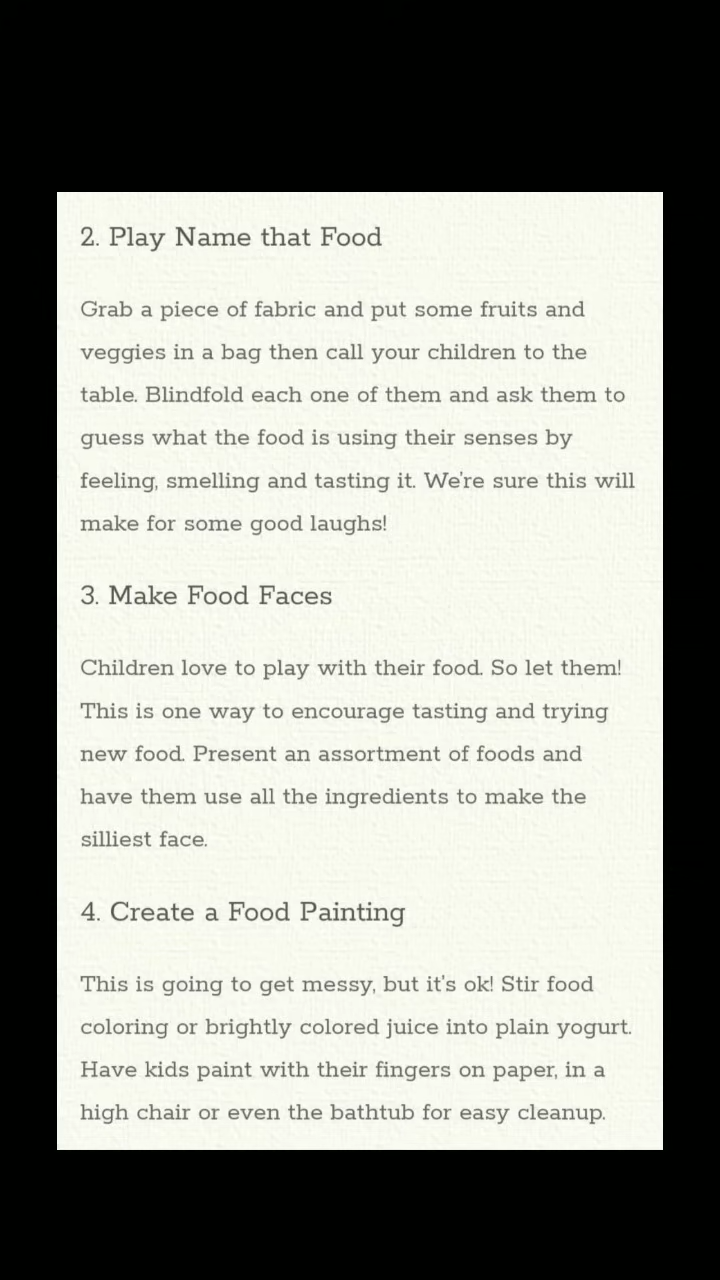 2. Play Name that Food
Grab a piece of fabric and put some fruits and
veggies in a bag then call your children to the
table. Blindfold each one of them and ask them to
guess what the food is using their senses by
feeling, smelling and tasting it. We're sure this will
make for some good laughs!
3. Make Food Faces
Children love to play with their food. So let them!
This is one way to encourage tasting and trying
new food. Present an assortment of foods and
have them use all the ingredients to make the
silliest face.
4. Create a Food Painting
This is going to get messy, but it's ok! Stir food
coloring or brightly colored juice into plain yogurt.
Have kids paint with their fingers on paper, in a
high chair or even the bathtub for easy cleanup.